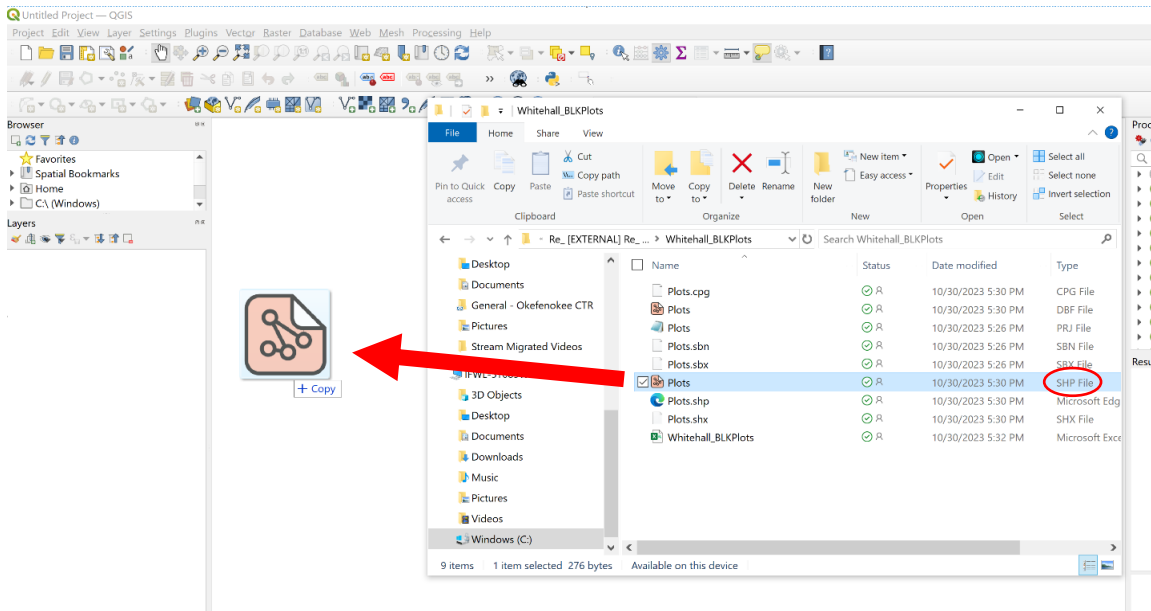 Untitled Project — QGIS
Project Edit View Layer Settings Plugins Vector Raster Database Web Mesh Processing Help
Browser
Favorites
Spatial Bookmarks
Home
C:\ (Windows)
Layers
+ Copy
Whitehall_BLKPlots
File Home Share View
Pin to Quick access
Copy
Paste
Cut
Copy path
Paste shortcut
Clipboard
Move to
Copy to
Delete
Rename
Organize
New folder
New item
Easy access
New
Properties
Open
Edit
History
Open
Select all
Select none
Invert selection
Select
Re_ [EXTERNAL] Re_ ... > Whitehall_BLKPlots
Search Whitehall_BLKPlots
Desktop
Documents
General - Okefenokee CTR
Pictures
Stream Migrated Videos
3D Objects
Desktop
Documents
Downloads
Music
Pictures
Videos
Windows (C:)
Name Status Date modified Type
Plots.cpg 10/30/2023 5:30 PM CPG File
Plots 10/30/2023 5:30 PM DBF File
Plots 10/30/2023 5:26 PM PRJ File
Plots.sbn 10/30/2023 5:26 PM SBN File
Plots.sbx 10/30/2023 5:26 PM SBX File
Plots 10/30/2023 5:30 PM SHP File
Plots.shp 10/30/2023 5:30 PM Microsoft Edg
Plots.shx 10/30/2023 5:30 PM SHX File
Whitehall_BLKPlots 10/30/2023 5:32 PM Microsoft Exce
9 items 1 item selected 276 bytes Available on this device
Proc
Resu